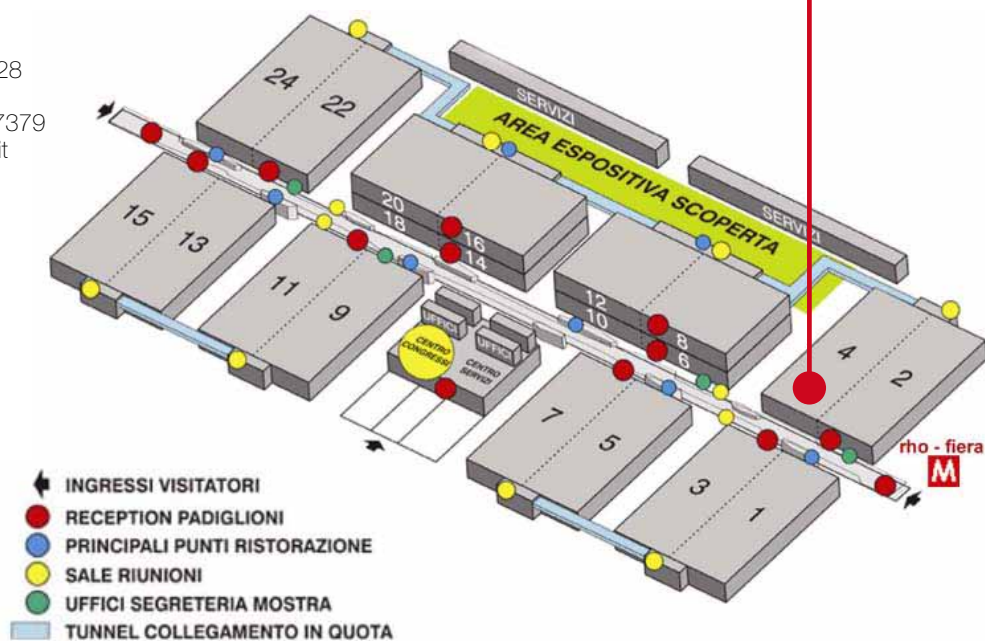 28
7379
it
SERVIZI
AREA ESPOSITIVA SCOPERTA
SERVIZI
24
22
20
18
16
14
12
10
8
6
4
2
15
13
11
9
7
5
3
1
UFFICI
UFFICI
CENTRO
CONGRESSI
CENTRO
SERVIZI
rho - fiera
M
INGRESSI VISITATORI
RECEPTION PADIGLIONI
PRINCIPALI PUNTI RISTORAZIONE
SALE RIUNIONI
UFFICI SEGRETERIA MOSTRA
TUNNEL COLLEGAMENTO IN QUOTA